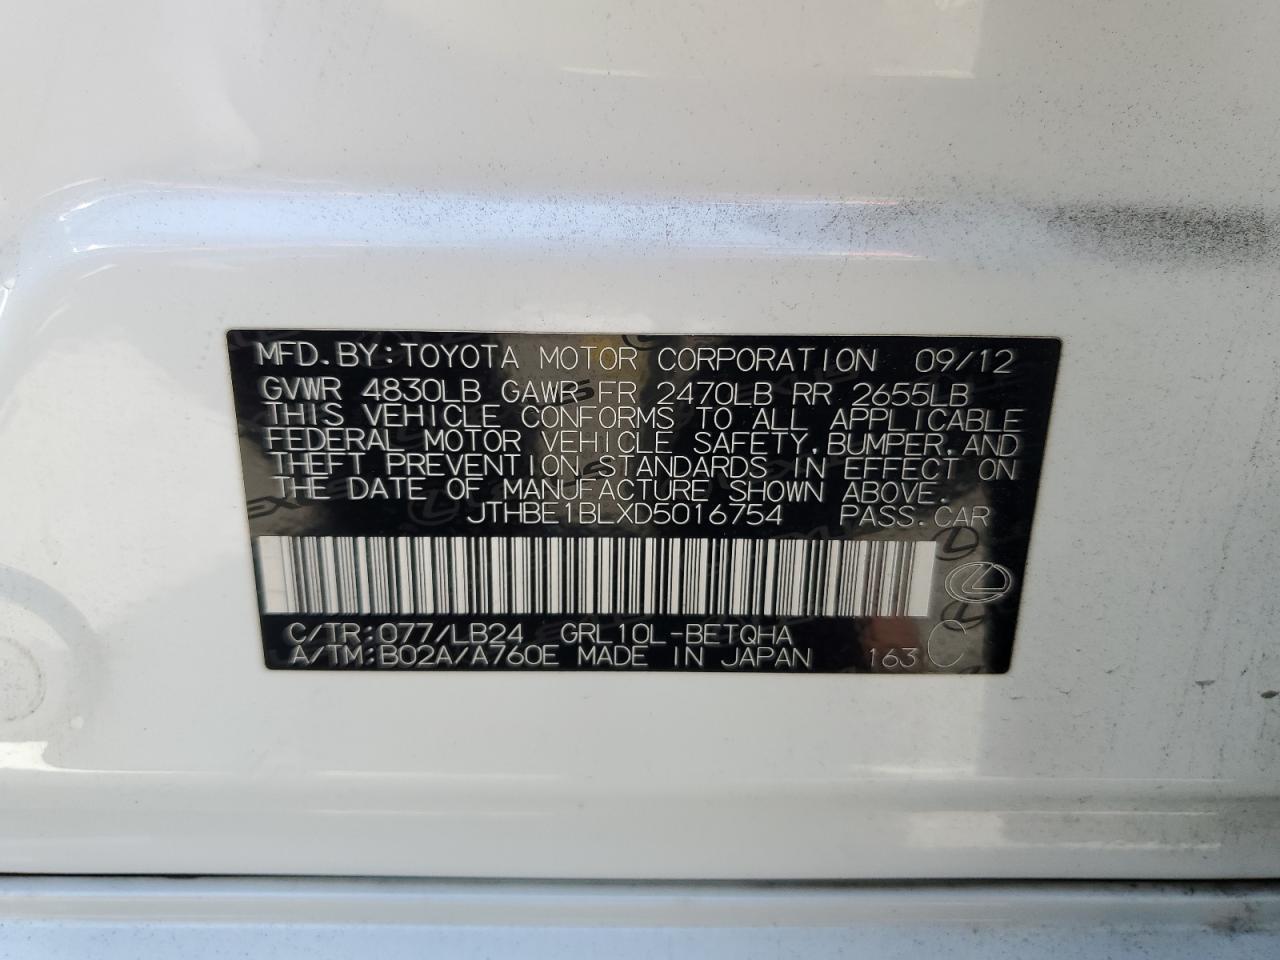 MFD.BY:TOYOTA MOTOR CORPORATION 09/12
GVWR 4830LB GAWR FR 2470LB RR 2655LB
THIS VEHICLE CONFORMS TO ALL APPLICABLE
FEDERAL MOTOR VEHICLE SAFETY,BUMPER,AND
THEFT PREVENTION STANDARDS IN EFFECT ON
THE DATE OF MANUFACTURE SHOWN ABOVE.
JTHBE1BLXD5016754 PASS.CAR
C/TR:077/LB24 GRL10L-BETQHA
A/TM:B02A/A760E MADE IN JAPAN 163 C